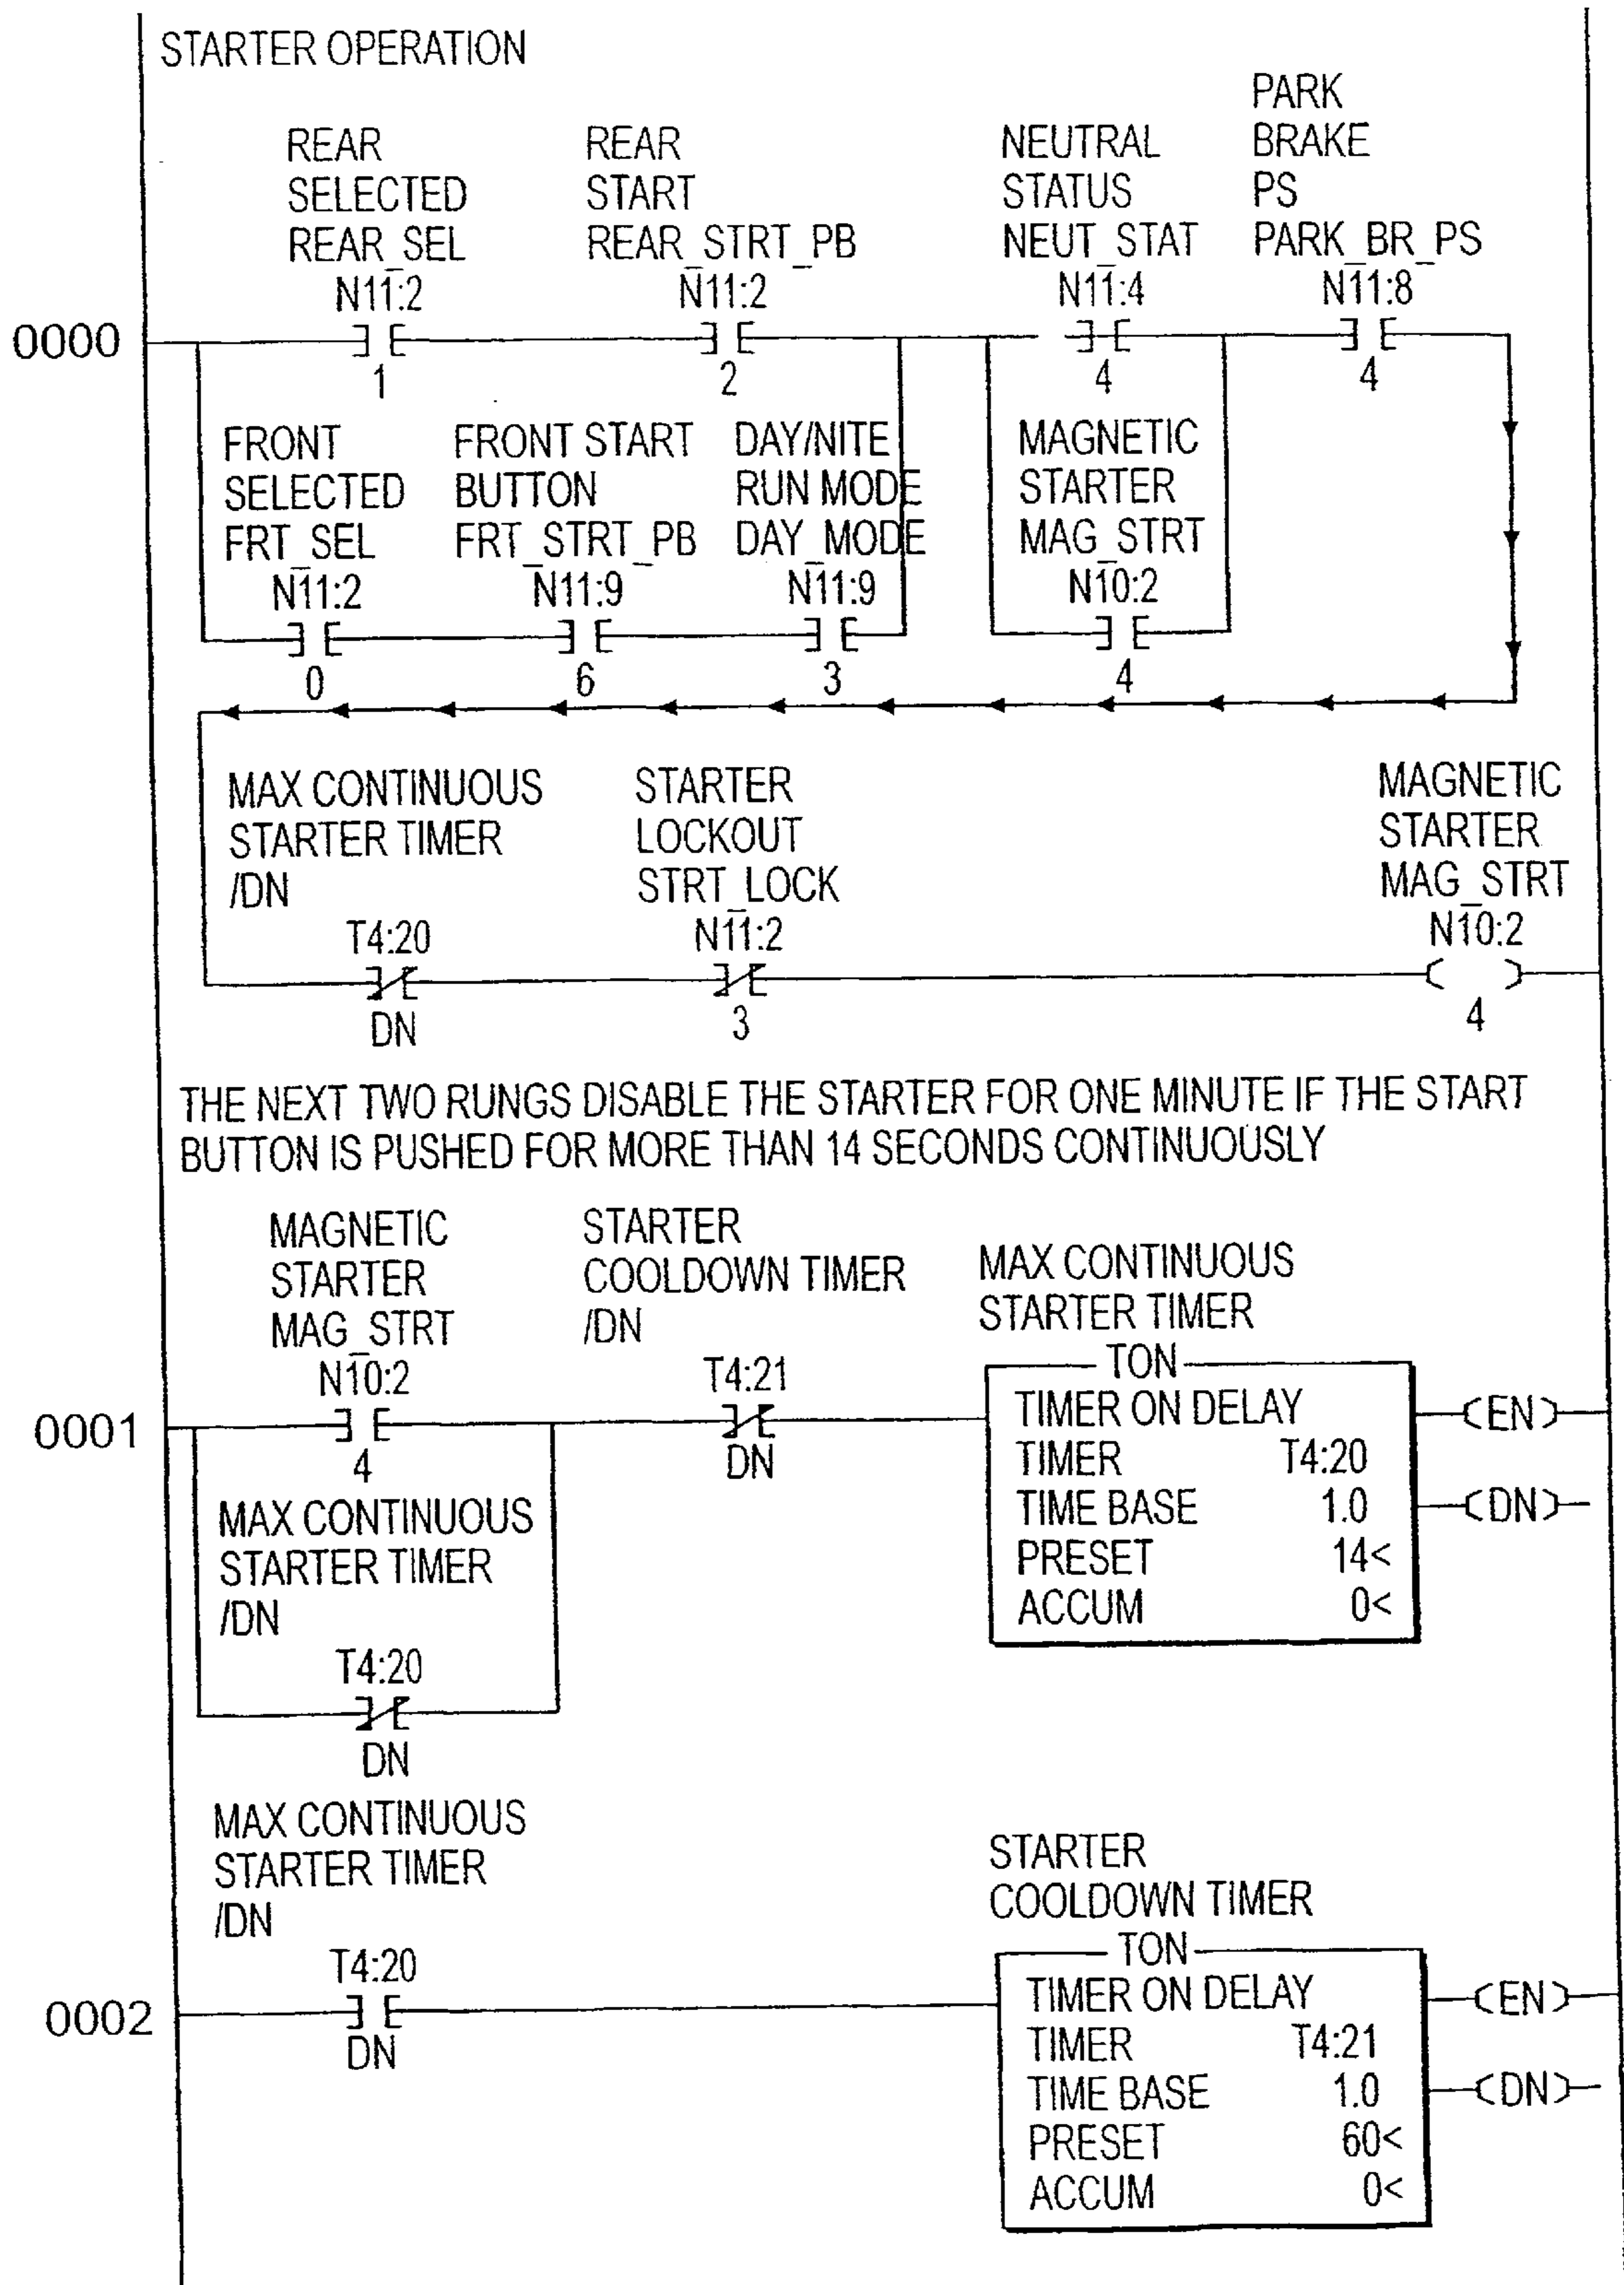 STARTER OPERATION
REAR
SELECTED
REAR_SEL
N11:2
1
REAR
START
REAR_STRT_PB
N11:2
2
NEUTRAL
STATUS
NEUT_STAT
N11:4
4
PARK
BRAKE
PS
PARK_BR_PS
N11:8
4
0000
FRONT
SELECTED
FRT_SEL
N11:2
0
FRONT START
BUTTON
FRT_STRT_PB
N11:9
6
DAY/NITE
RUN MODE
DAY_MODE
N11:9
3
MAGNETIC
STARTER
MAG_STRT
N10:2
4
MAX CONTINUOUS
STARTER TIMER
/DN
T4:20
DN
STARTER
LOCKOUT
STRT_LOCK
N11:2
3
MAGNETIC
STARTER
MAG_STRT
N10:2
4
THE NEXT TWO RUNGS DISABLE THE STARTER FOR ONE MINUTE IF THE START
BUTTON IS PUSHED FOR MORE THAN 14 SECONDS CONTINUOUSLY
MAGNETIC
STARTER
MAG_STRT
N10:2
4
STARTER
COOLDOWN TIMER
/DN
T4:21
DN
MAX CONTINUOUS
STARTER TIMER
TON
TIMER ON DELAY
TIMER T4:20
TIME BASE 1.0
PRESET 14<
ACCUM 0<
(EN)
(DN)
0001
MAX CONTINUOUS
STARTER TIMER
/DN
T4:20
DN
MAX CONTINUOUS
STARTER TIMER
/DN
T4:20
DN
0002
STARTER
COOLDOWN TIMER
TON
TIMER ON DELAY
TIMER T4:21
TIME BASE 1.0
PRESET 60<
ACCUM 0<
(EN)
(DN)